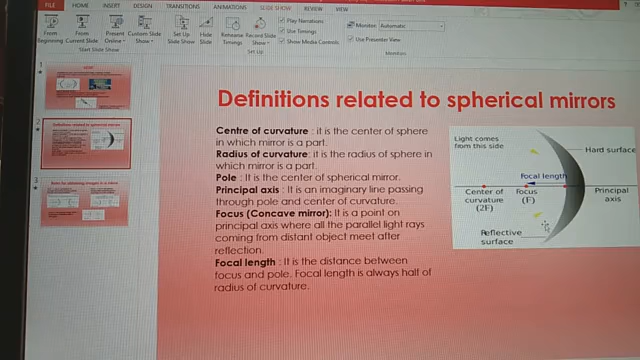 FILE HOME INSERT DESIGN TRANSITIONS ANIMATIONS SLIDE SHOW REVIEW VIEW
From Beginning
From Current Slide
Present Online
Custom Slide Show
Set Up Slide Show
Hide Slide
Rehearse Timings
Record Slide Show
Play Narrations
Use Timings
Show Media Controls
Monitor: Automatic
Use Presenter View
Start Slide Show
Set Up
Monitors
1
2
Definitions related to spherical mirrors
3
Definitions related to spherical mirrors
Centre of curvature : it is the center of sphere
in which mirror is a part.
Radius of curvature: it is the radius of sphere in
which mirror is a part.
Pole : It is the center of spherical mirror.
Principal axis : It is an imaginary line passing
through pole and center of curvature.
Focus (Concave mirror): It is a point on
principal axis where all the parallel light rays
coming from distant object meet after
reflection.
Focal length : It is the distance between
focus and pole. Focal length is always half of
radius of curvature.
Light comes
from this side
Hard surface
Focal length
Center of
curvature
(2F)
Focus
(F)
Principal
axis
Reflective
surface